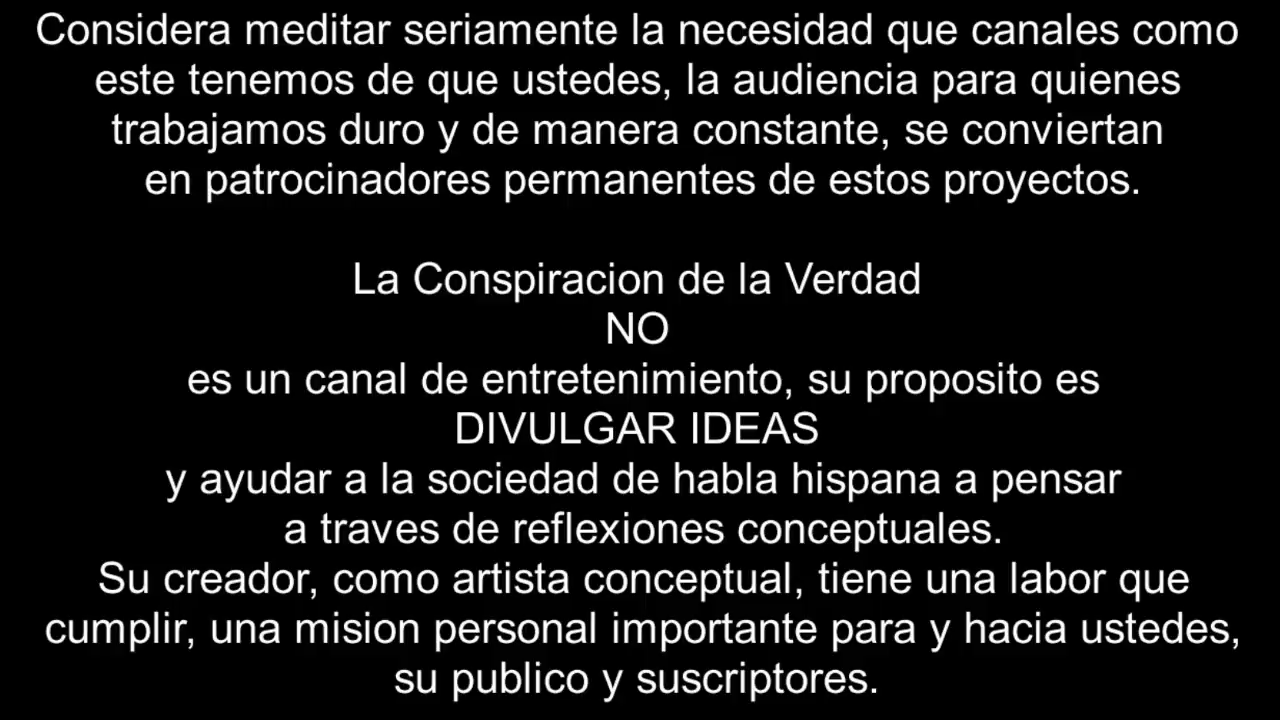 Considera meditar seriamente la necesidad que canales como
este tenemos de que ustedes, la audiencia para quienes
trabajamos duro y de manera constante, se conviertan
en patrocinadores permanentes de estos proyectos.
La Conspiracion de la Verdad
NO
es un canal de entretenimiento, su proposito es
DIVULGAR IDEAS
y ayudar a la sociedad de habla hispana a pensar
a traves de reflexiones conceptuales.
Su creador, como artista conceptual, tiene una labor que
cumplir, una mision personal importante para y hacia ustedes,
su publico y suscriptores.